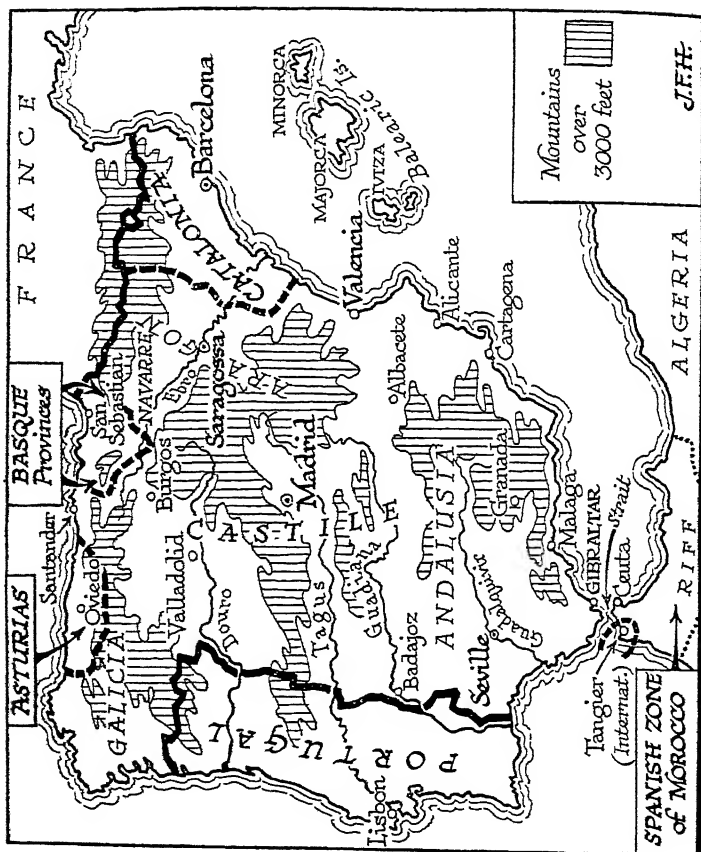 FRANCE
BASQUE
Provinces
ASTURIAS
Santander
San
Sebastian
NAVARRE
Oviedo
GALICIA
Burgos
Ebro
CATALONIA
Barcelona
Valladolid
Saragossa
ARA
Douro
CASTILE
Madrid
Tagus
MINORCA
MAJORCA
IVIZA
Balearic Is.
Valencia
PORTUGAL
Lisbon
Guadiana
Badajoz
Albacete
Alicante
Cartagena
ANDALUSIA
Seville
Guadalquivir
Granada
Malaga
GIBRALTAR
Strait
Ceuta
Tangier
(Internat.)
SPANISH ZONE
of MOROCCO
RIFF
ALGERIA
Mountains
over
3000 feet
J.F.H.